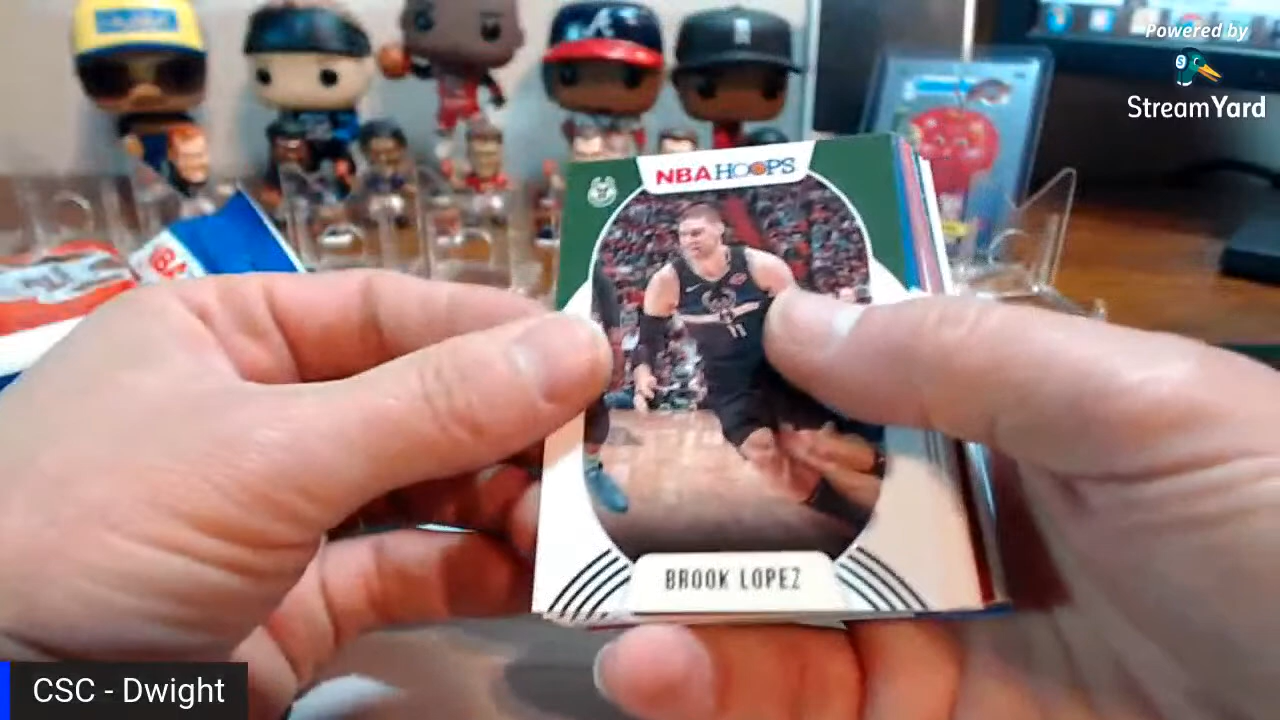 Powered by
StreamYard
NBA HOOPS
BROOK LOPEZ
CSC - Dwight